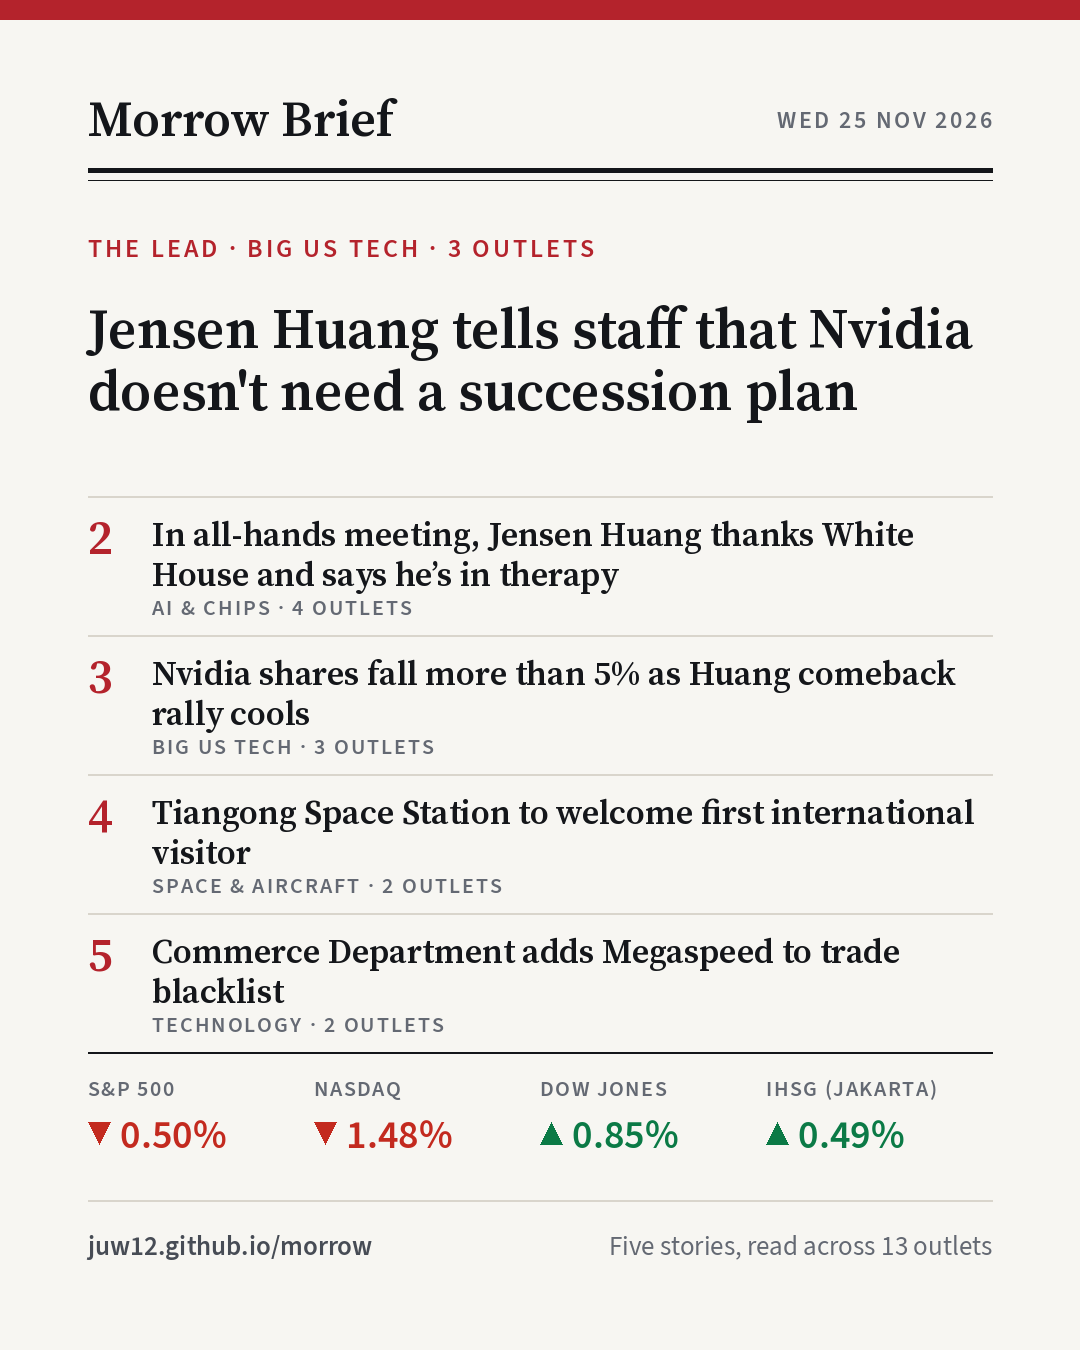 Morrow Brief
WED 25 NOV 2026
THE LEAD · BIG US TECH · 3 OUTLETS
Jensen Huang tells staff that Nvidia
doesn't need a succession plan
2
In all-hands meeting, Jensen Huang thanks White
House and says he’s in therapy
AI & CHIPS · 4 OUTLETS
3
Nvidia shares fall more than 5% as Huang comeback
rally cools
BIG US TECH · 3 OUTLETS
4
Tiangong Space Station to welcome first international
visitor
SPACE & AIRCRAFT · 2 OUTLETS
5
Commerce Department adds Megaspeed to trade
blacklist
TECHNOLOGY · 2 OUTLETS
S&P 500
▼ 0.50%
NASDAQ
▼ 1.48%
DOW JONES
▲ 0.85%
IHSG (JAKARTA)
▲ 0.49%
juw12.github.io/morrow
Five stories, read across 13 outlets